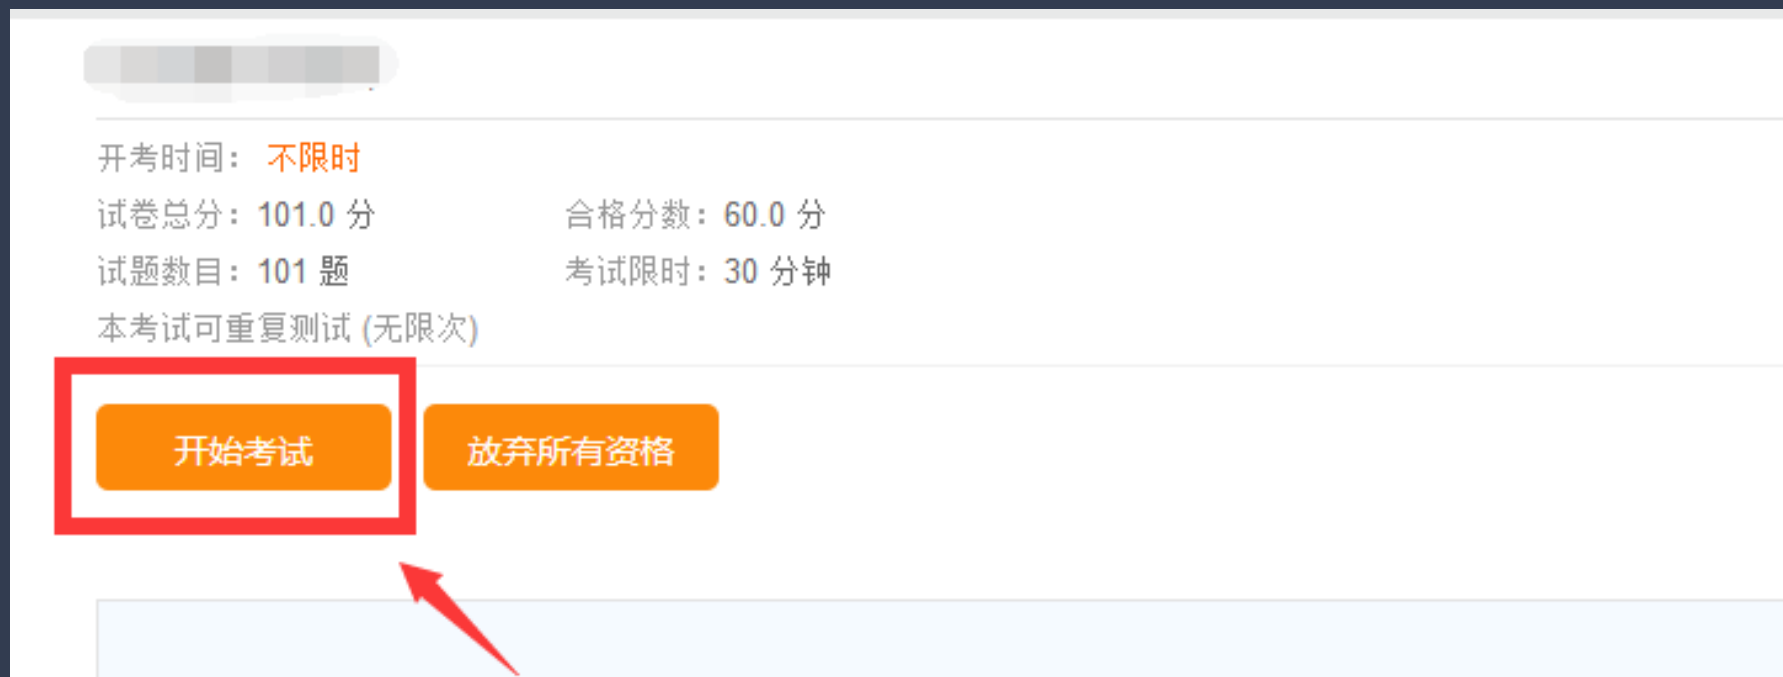 开考时间： 不限时
试卷总分：101.0 分 合格分数：60.0 分
试题数目：101 题 考试限时：30 分钟
本考试可重复测试 (无限次)
开始考试 放弃所有资格